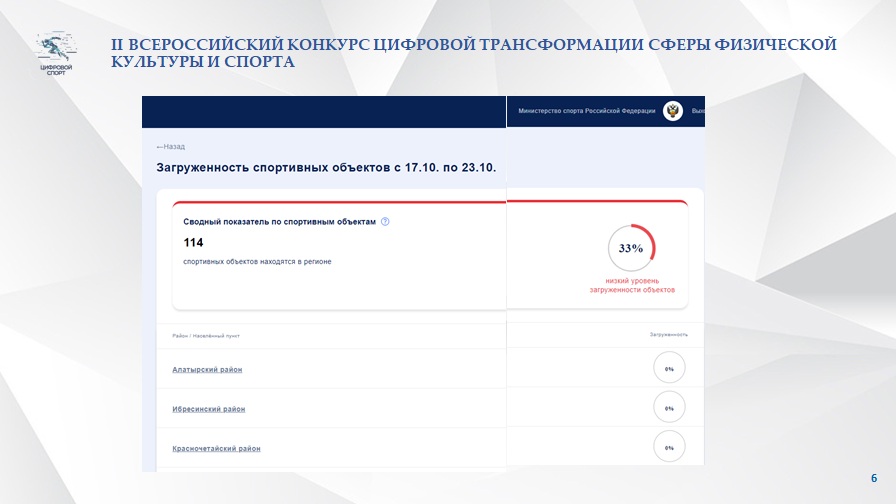 II ВСЕРОССИЙСКИЙ КОНКУРС ЦИФРОВОЙ ТРАНСФОРМАЦИИ СФЕРЫ ФИЗИЧЕСКОЙ
КУЛЬТУРЫ И СПОРТА
ЦИФРОВОЙ
СПОРТ
Министерство спорта Российской Федерации
←Назад
Загруженность спортивных объектов с 17.10. по 23.10.
Сводный показатель по спортивным объектам ?
114
спортивных объектов находятся в регионе
33%
низкий уровень
загруженности объектов
Район / Населённый пункт Загруженность
Алатырский район 0%
Ибресинский район 0%
Красночетайский район 0%
6